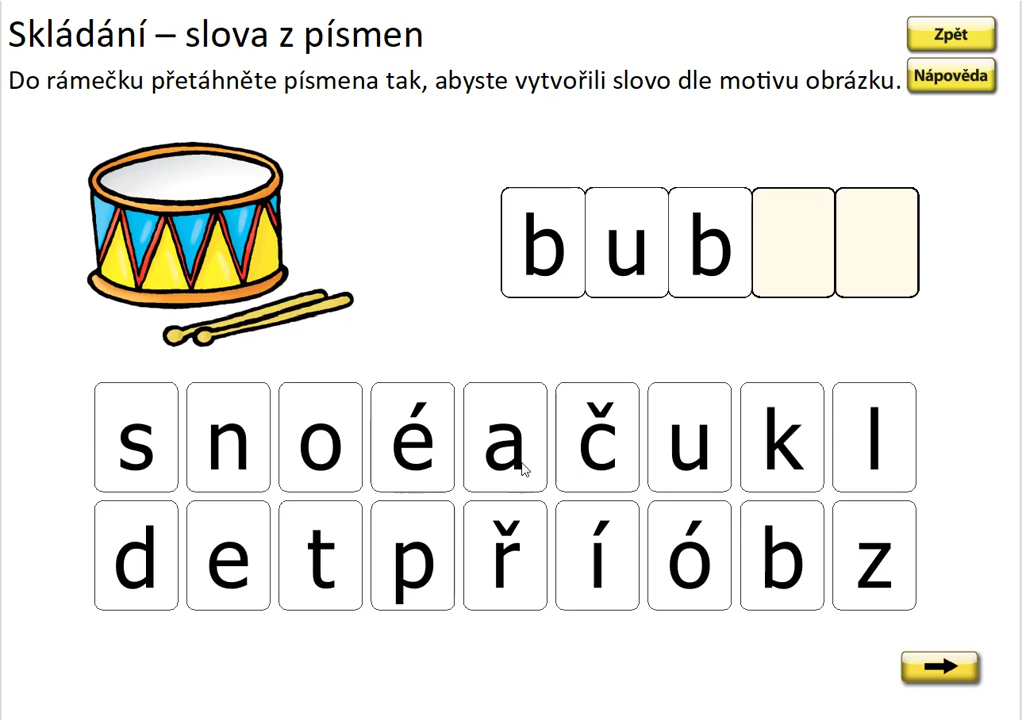 Skládání – slova z písmen
Zpět
Do rámečku přetáhněte písmena tak, abyste vytvořili slovo dle motivu obrázku.
Nápověda
b u b
s n o é a č u k l
d e t p ř í ó b z